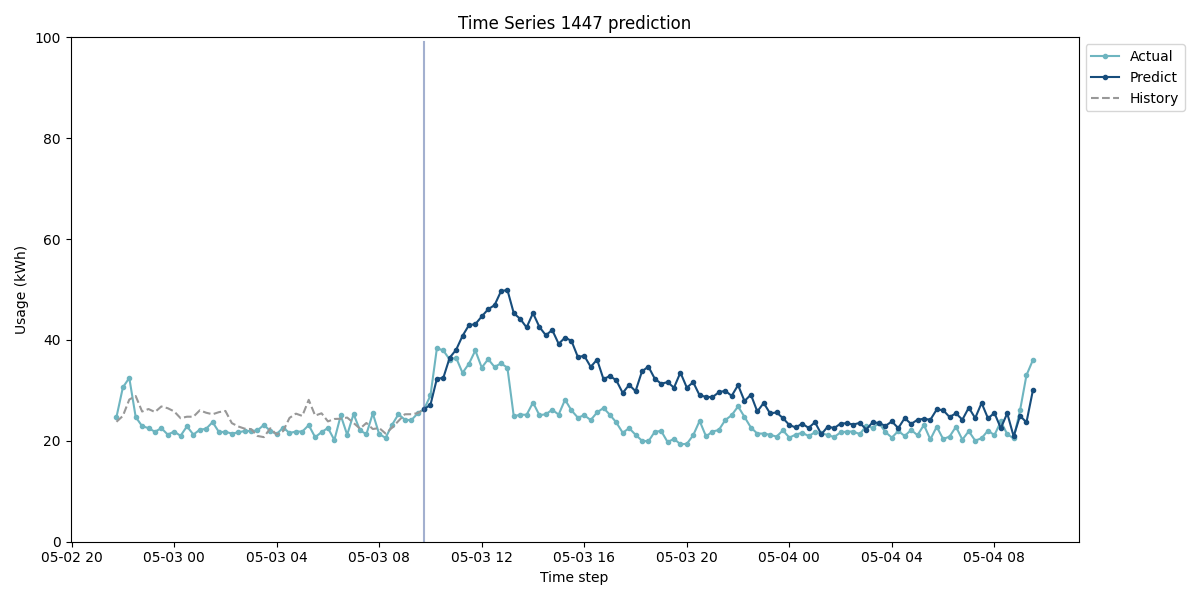 Time Series 1447 prediction
Actual
Predict
History
Usage (kWh)
100
80
60
40
20
0
05-02 20
05-03 00
05-03 04
05-03 08
05-03 12
05-03 16
05-03 20
05-04 00
05-04 04
05-04 08
Time step